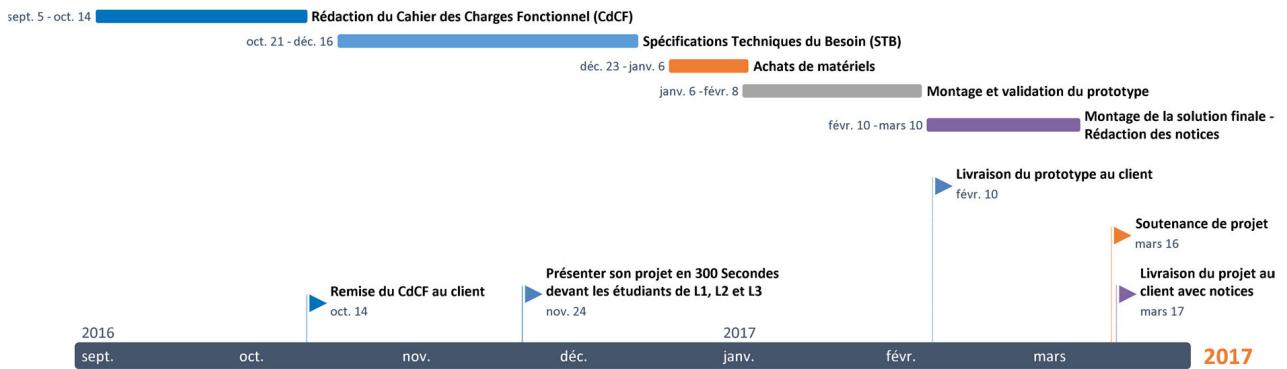 sept. 5 - oct. 14 Rédaction du Cahier des Charges Fonctionnel (CdCF)
oct. 21 - déc. 16 Spécifications Techniques du Besoin (STB)
déc. 23 - janv. 6 Achats de matériels
janv. 6 - févr. 8 Montage et validation du prototype
févr. 10 - mars 10 Montage de la solution finale -
Rédaction des notices
Livraison du prototype au client
févr. 10
Soutenance de projet
mars 16
Remise du CdCF au client
oct. 14
Présenter son projet en 300 Secondes
devant les étudiants de L1, L2 et L3
nov. 24
Livraison du projet au
client avec notices
mars 17
2016 2017
sept. oct. nov. déc. janv. févr. mars 2017